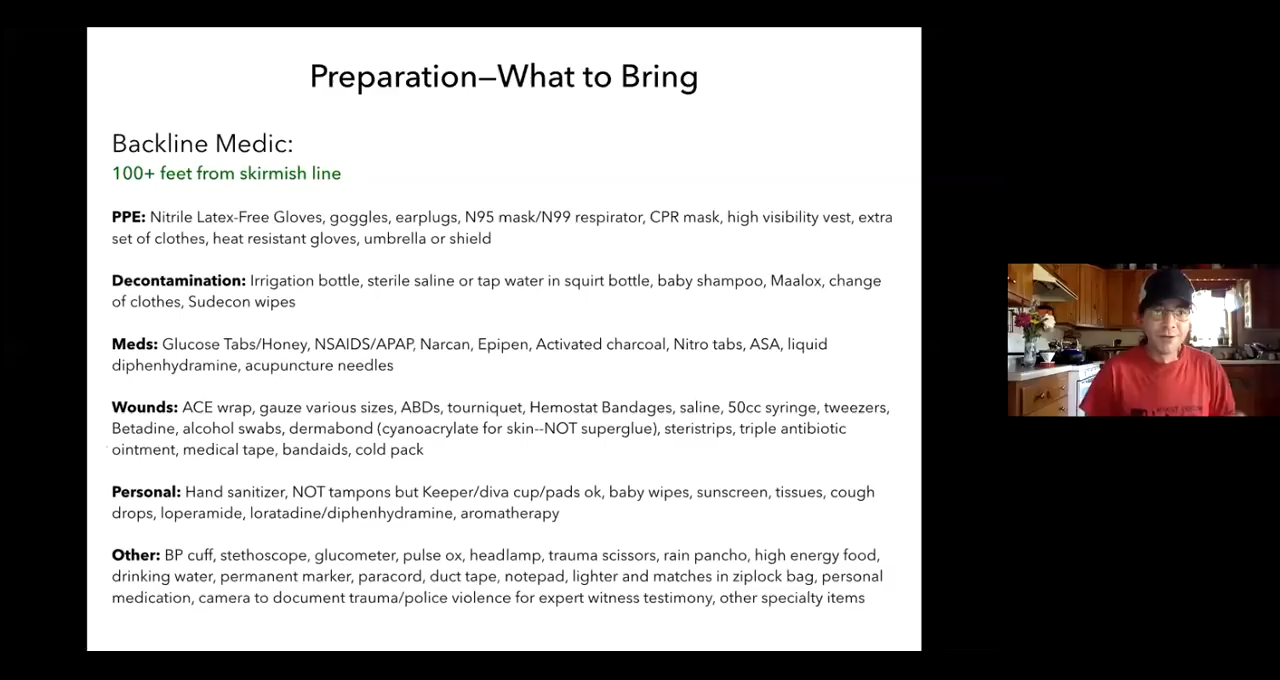 Preparation—What to Bring
Backline Medic:
100+ feet from skirmish line
PPE: Nitrile Latex-Free Gloves, goggles, earplugs, N95 mask/N99 respirator, CPR mask, high visibility vest, extra
set of clothes, heat resistant gloves, umbrella or shield
Decontamination: Irrigation bottle, sterile saline or tap water in squirt bottle, baby shampoo, Maalox, change
of clothes, Sudecon wipes
Meds: Glucose Tabs/Honey, NSAIDS/APAP, Narcan, Epipen, Activated charcoal, Nitro tabs, ASA, liquid
diphenhydramine, acupuncture needles
Wounds: ACE wrap, gauze various sizes, ABDs, tourniquet, Hemostat Bandages, saline, 50cc syringe, tweezers,
Betadine, alcohol swabs, dermabond (cyanoacrylate for skin--NOT superglue), steristrips, triple antibiotic
ointment, medical tape, bandaids, cold pack
Personal: Hand sanitizer, NOT tampons but Keeper/diva cup/pads ok, baby wipes, sunscreen, tissues, cough
drops, loperamide, loratadine/diphenhydramine, aromatherapy
Other: BP cuff, stethoscope, glucometer, pulse ox, headlamp, trauma scissors, rain pancho, high energy food,
drinking water, permanent marker, paracord, duct tape, notepad, lighter and matches in ziplock bag, personal
medication, camera to document trauma/police violence for expert witness testimony, other specialty items